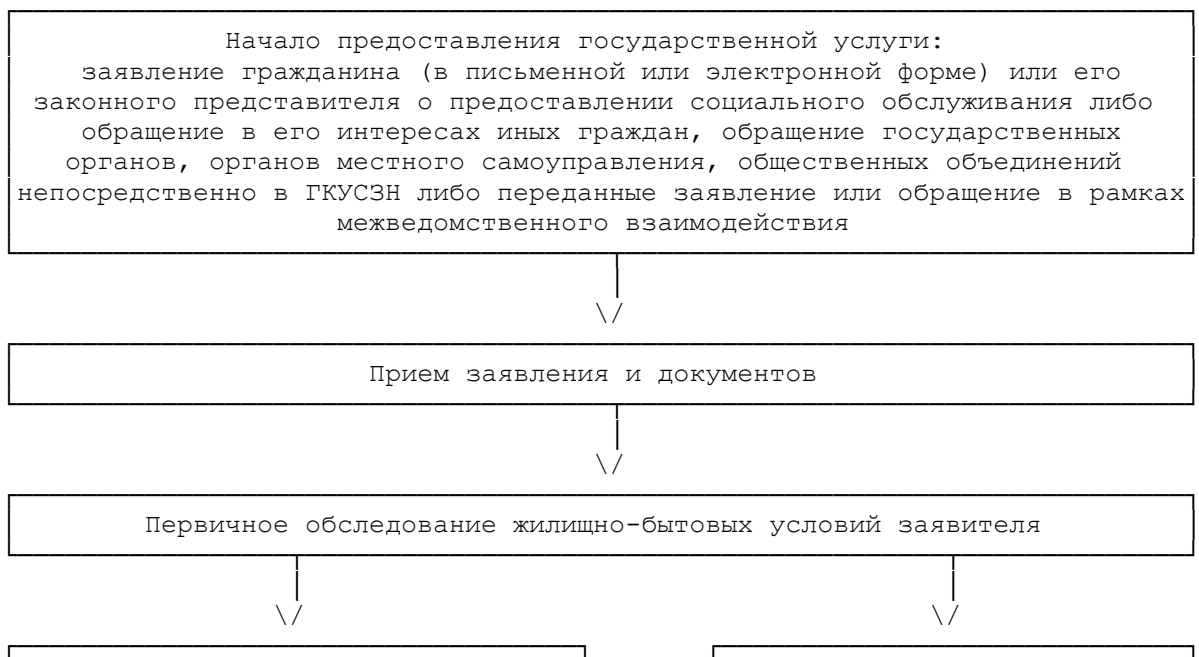 Начало предоставления государственной услуги:
заявление гражданина (в письменной или электронной форме) или его
законного представителя о предоставлении социального обслуживания либо
обращение в его интересах иных граждан, обращение государственных
органов, органов местного самоуправления, общественных объединений
непосредственно в ГКУСЗН либо переданные заявление или обращение в рамках
межведомственного взаимодействия
Прием заявления и документов
Первичное обследование жилищно-бытовых условий заявителя